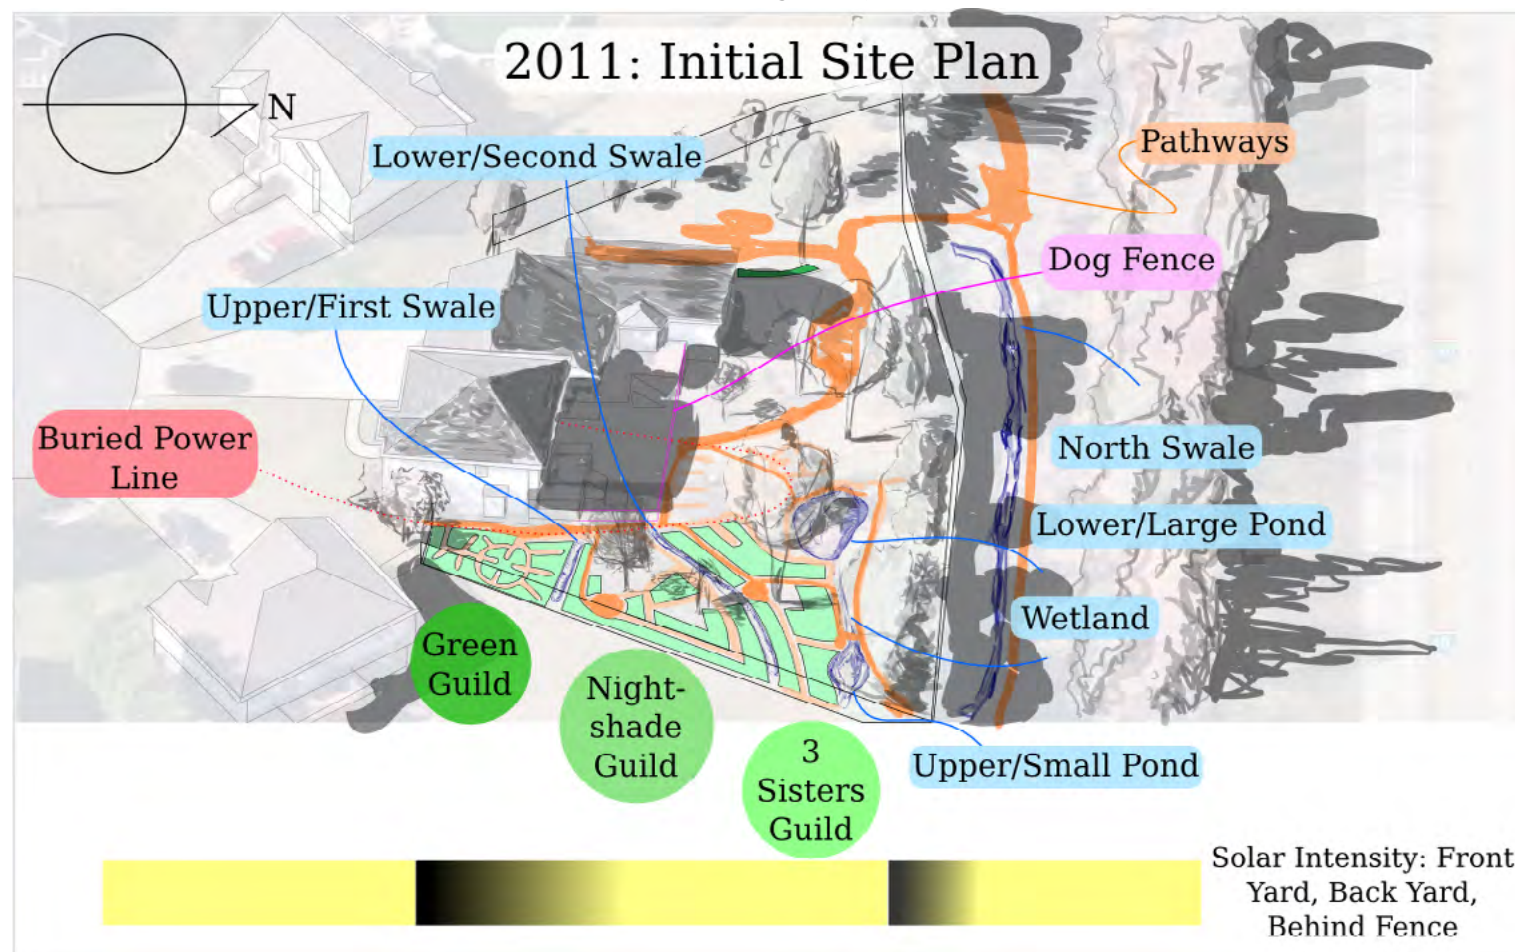 2011: Initial Site Plan
N
Pathways
Lower/Second Swale
Dog Fence
Upper/First Swale
Buried Power
Line
North Swale
Lower/Large Pond
Wetland
Green
Guild
Night-
shade
Guild
3
Sisters
Guild
Upper/Small Pond
Solar Intensity: Front
Yard, Back Yard,
Behind Fence